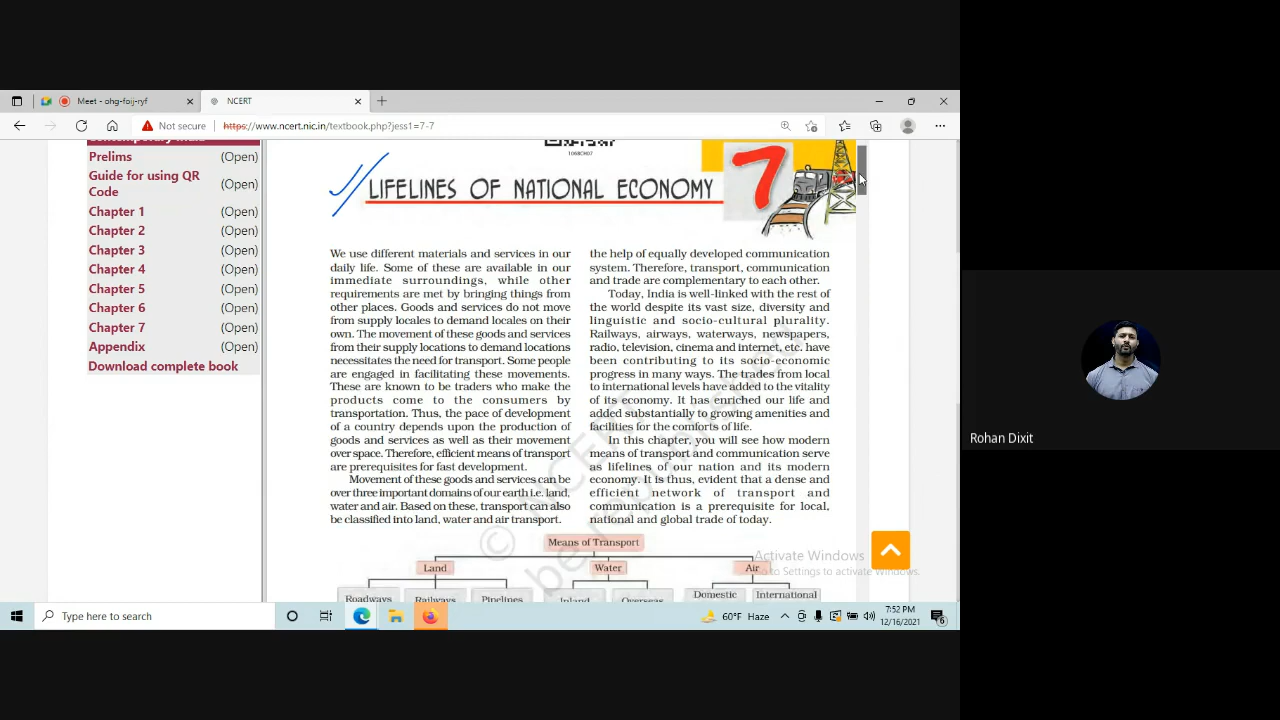 Meet - ohg-foij-ryf
NCERT
Not secure
https://www.ncert.nic.in/textbook.php?jess1=7-7
Prelims (Open)
Guide for using QR Code (Open)
Chapter 1 (Open)
Chapter 2 (Open)
Chapter 3 (Open)
Chapter 4 (Open)
Chapter 5 (Open)
Chapter 6 (Open)
Chapter 7 (Open)
Appendix (Open)
Download complete book
1068CH07
LIFELINES OF NATIONAL ECONOMY
7
We use different materials and services in our
daily life. Some of these are available in our
immediate surroundings, while other
requirements are met by bringing things from
other places. Goods and services do not move
from supply locales to demand locales on their
own. The movement of these goods and services
from their supply locations to demand locations
necessitates the need for transport. Some people
are engaged in facilitating these movements.
These are known to be traders who make the
products come to the consumers by
transportation. Thus, the pace of development
of a country depends upon the production of
goods and services as well as their movement
over space. Therefore, efficient means of transport
are prerequisites for fast development.
Movement of these goods and services can be
over three important domains of our earth i.e. land,
water and air. Based on these, transport can also
be classified into land, water and air transport.
the help of equally developed communication
system. Therefore, transport, communication
and trade are complementary to each other.
Today, India is well-linked with the rest of
the world despite its vast size, diversity and
linguistic and socio-cultural plurality.
Railways, airways, waterways, newspapers,
radio, television, cinema and internet, etc. have
been contributing to its socio-economic
progress in many ways. The trades from local
to international levels have added to the vitality
of its economy. It has enriched our life and
added substantially to growing amenities and
facilities for the comforts of life.
In this chapter, you will see how modern
means of transport and communication serve
as lifelines of our nation and its modern
economy. It is thus, evident that a dense and
efficient network of transport and
communication is a prerequisite for local,
national and global trade of today.
© NCERT
be republished
Means of Transport
Land Water Air
Roadways Railways Pipelines Inland Overseas Domestic International
Activate Windows
Go to Settings to activate Windows.
Type here to search
60°F Haze
7:52 PM
12/16/2021
6
Rohan Dixit